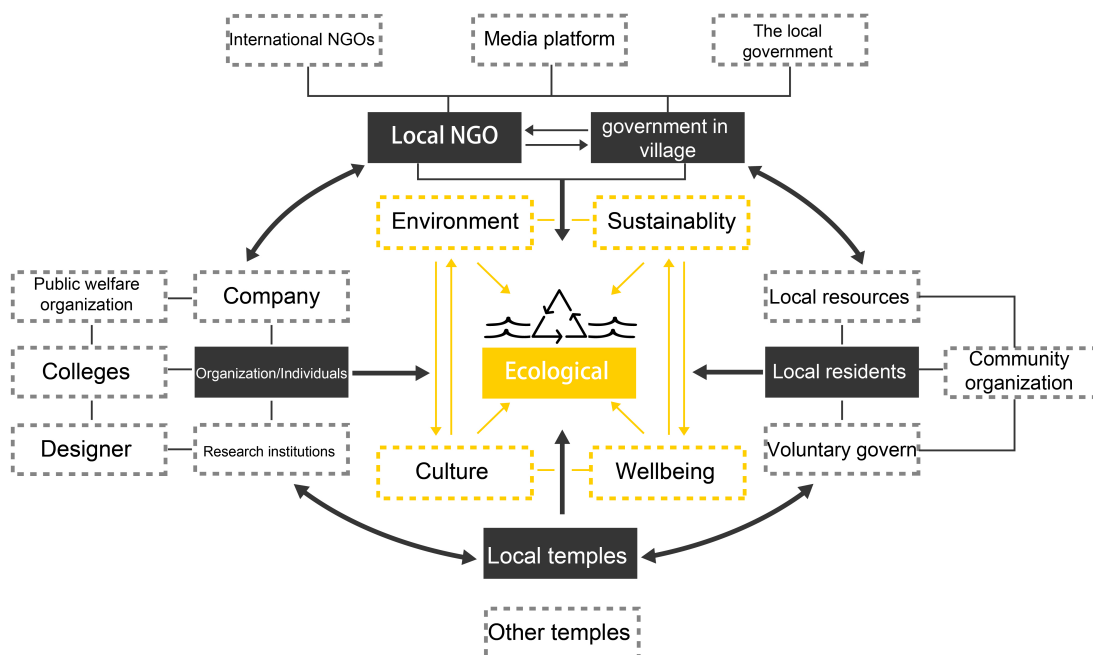 International NGOs
Media platform
The local
government
Local NGO
government in
village
Environment
Sustainablity
Public welfare
organization
Company
Local resources
Colleges
Organization/Individuals
Ecological
Local residents
Community
organization
Designer
Research institutions
Culture
Wellbeing
Voluntary govern
Local temples
Other temples